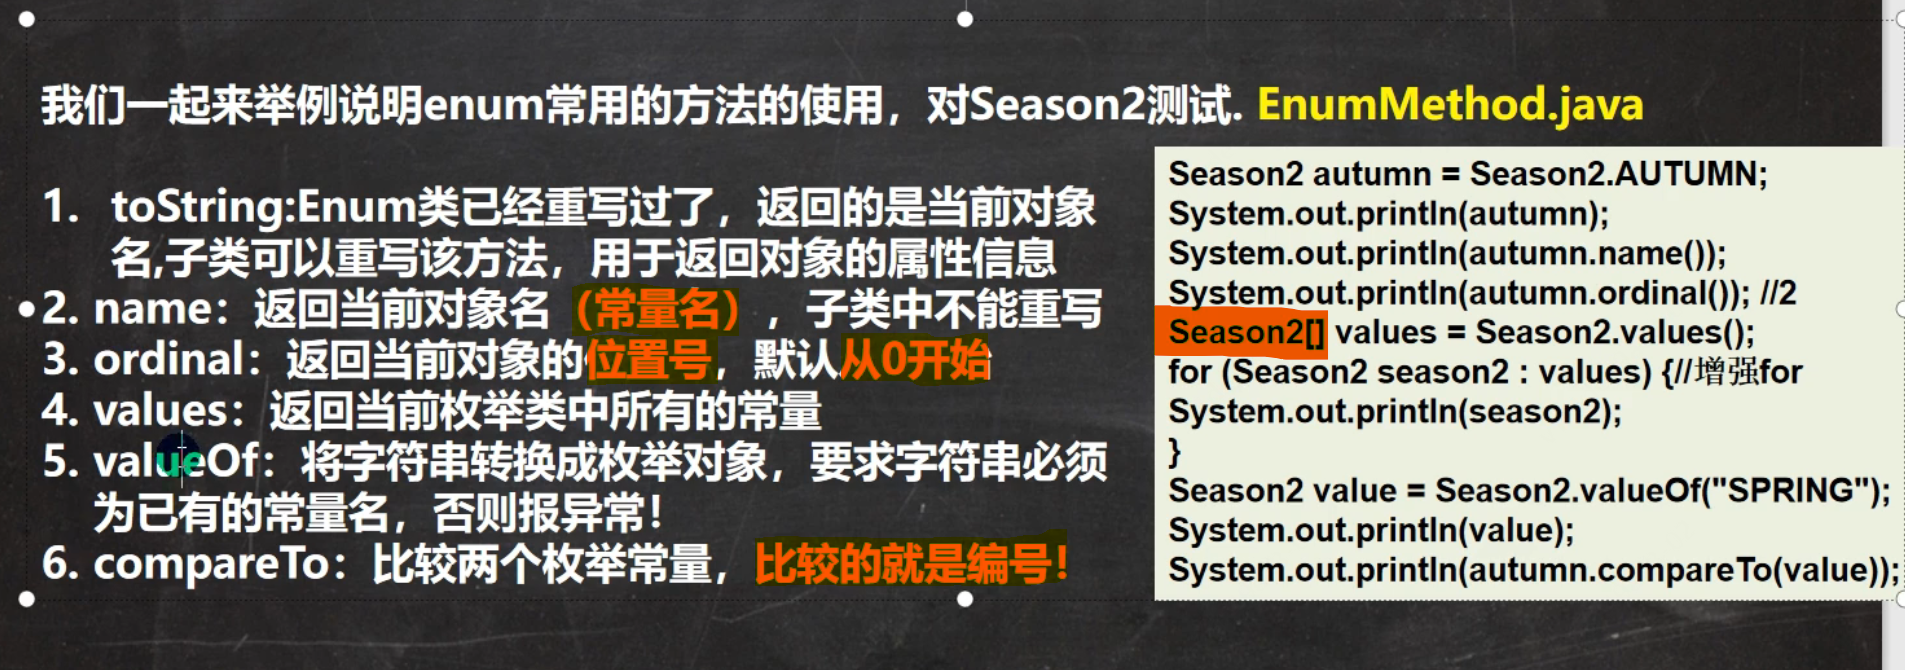 我们一起来举例说明enum常用的方法的使用，对Season2测试. EnumMethod.java
1. toString:Enum类已经重写过了，返回的是当前对象
名,子类可以重写该方法，用于返回对象的属性信息
2. name：返回当前对象名（常量名），子类中不能重写
3. ordinal：返回当前对象的位置号，默认从0开始
4. values：返回当前枚举类中所有的常量
5. valueOf：将字符串转换成枚举对象，要求字符串必须
为已有的常量名，否则报异常！
6. compareTo：比较两个枚举常量，比较的就是编号！
Season2 autumn = Season2.AUTUMN;
System.out.println(autumn);
System.out.println(autumn.name());
System.out.println(autumn.ordinal()); //2
Season2[] values = Season2.values();
for (Season2 season2 : values) {//增强for
System.out.println(season2);
}
Season2 value = Season2.valueOf("SPRING");
System.out.println(value);
System.out.println(autumn.compareTo(value));